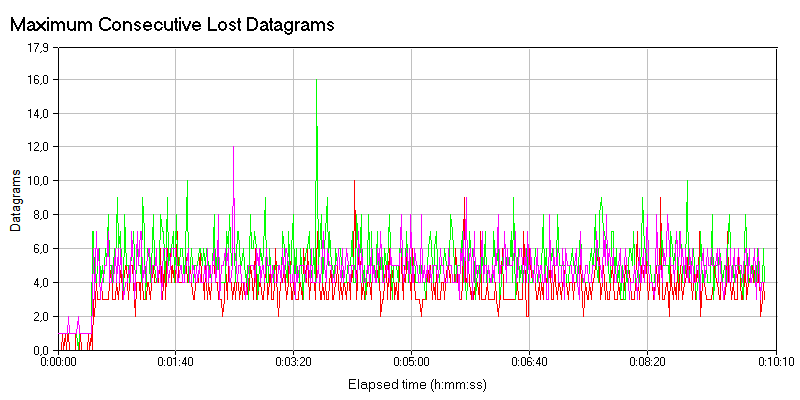 Maximum Consecutive Lost Datagrams
17,9
16,0
14,0
12,0
10,0
8,0
6,0
4,0
2,0
0,0
Datagrams
0:00:00 0:01:40 0:03:20 0:05:00 0:06:40 0:08:20 0:10:10
Elapsed time (h:mm:ss)